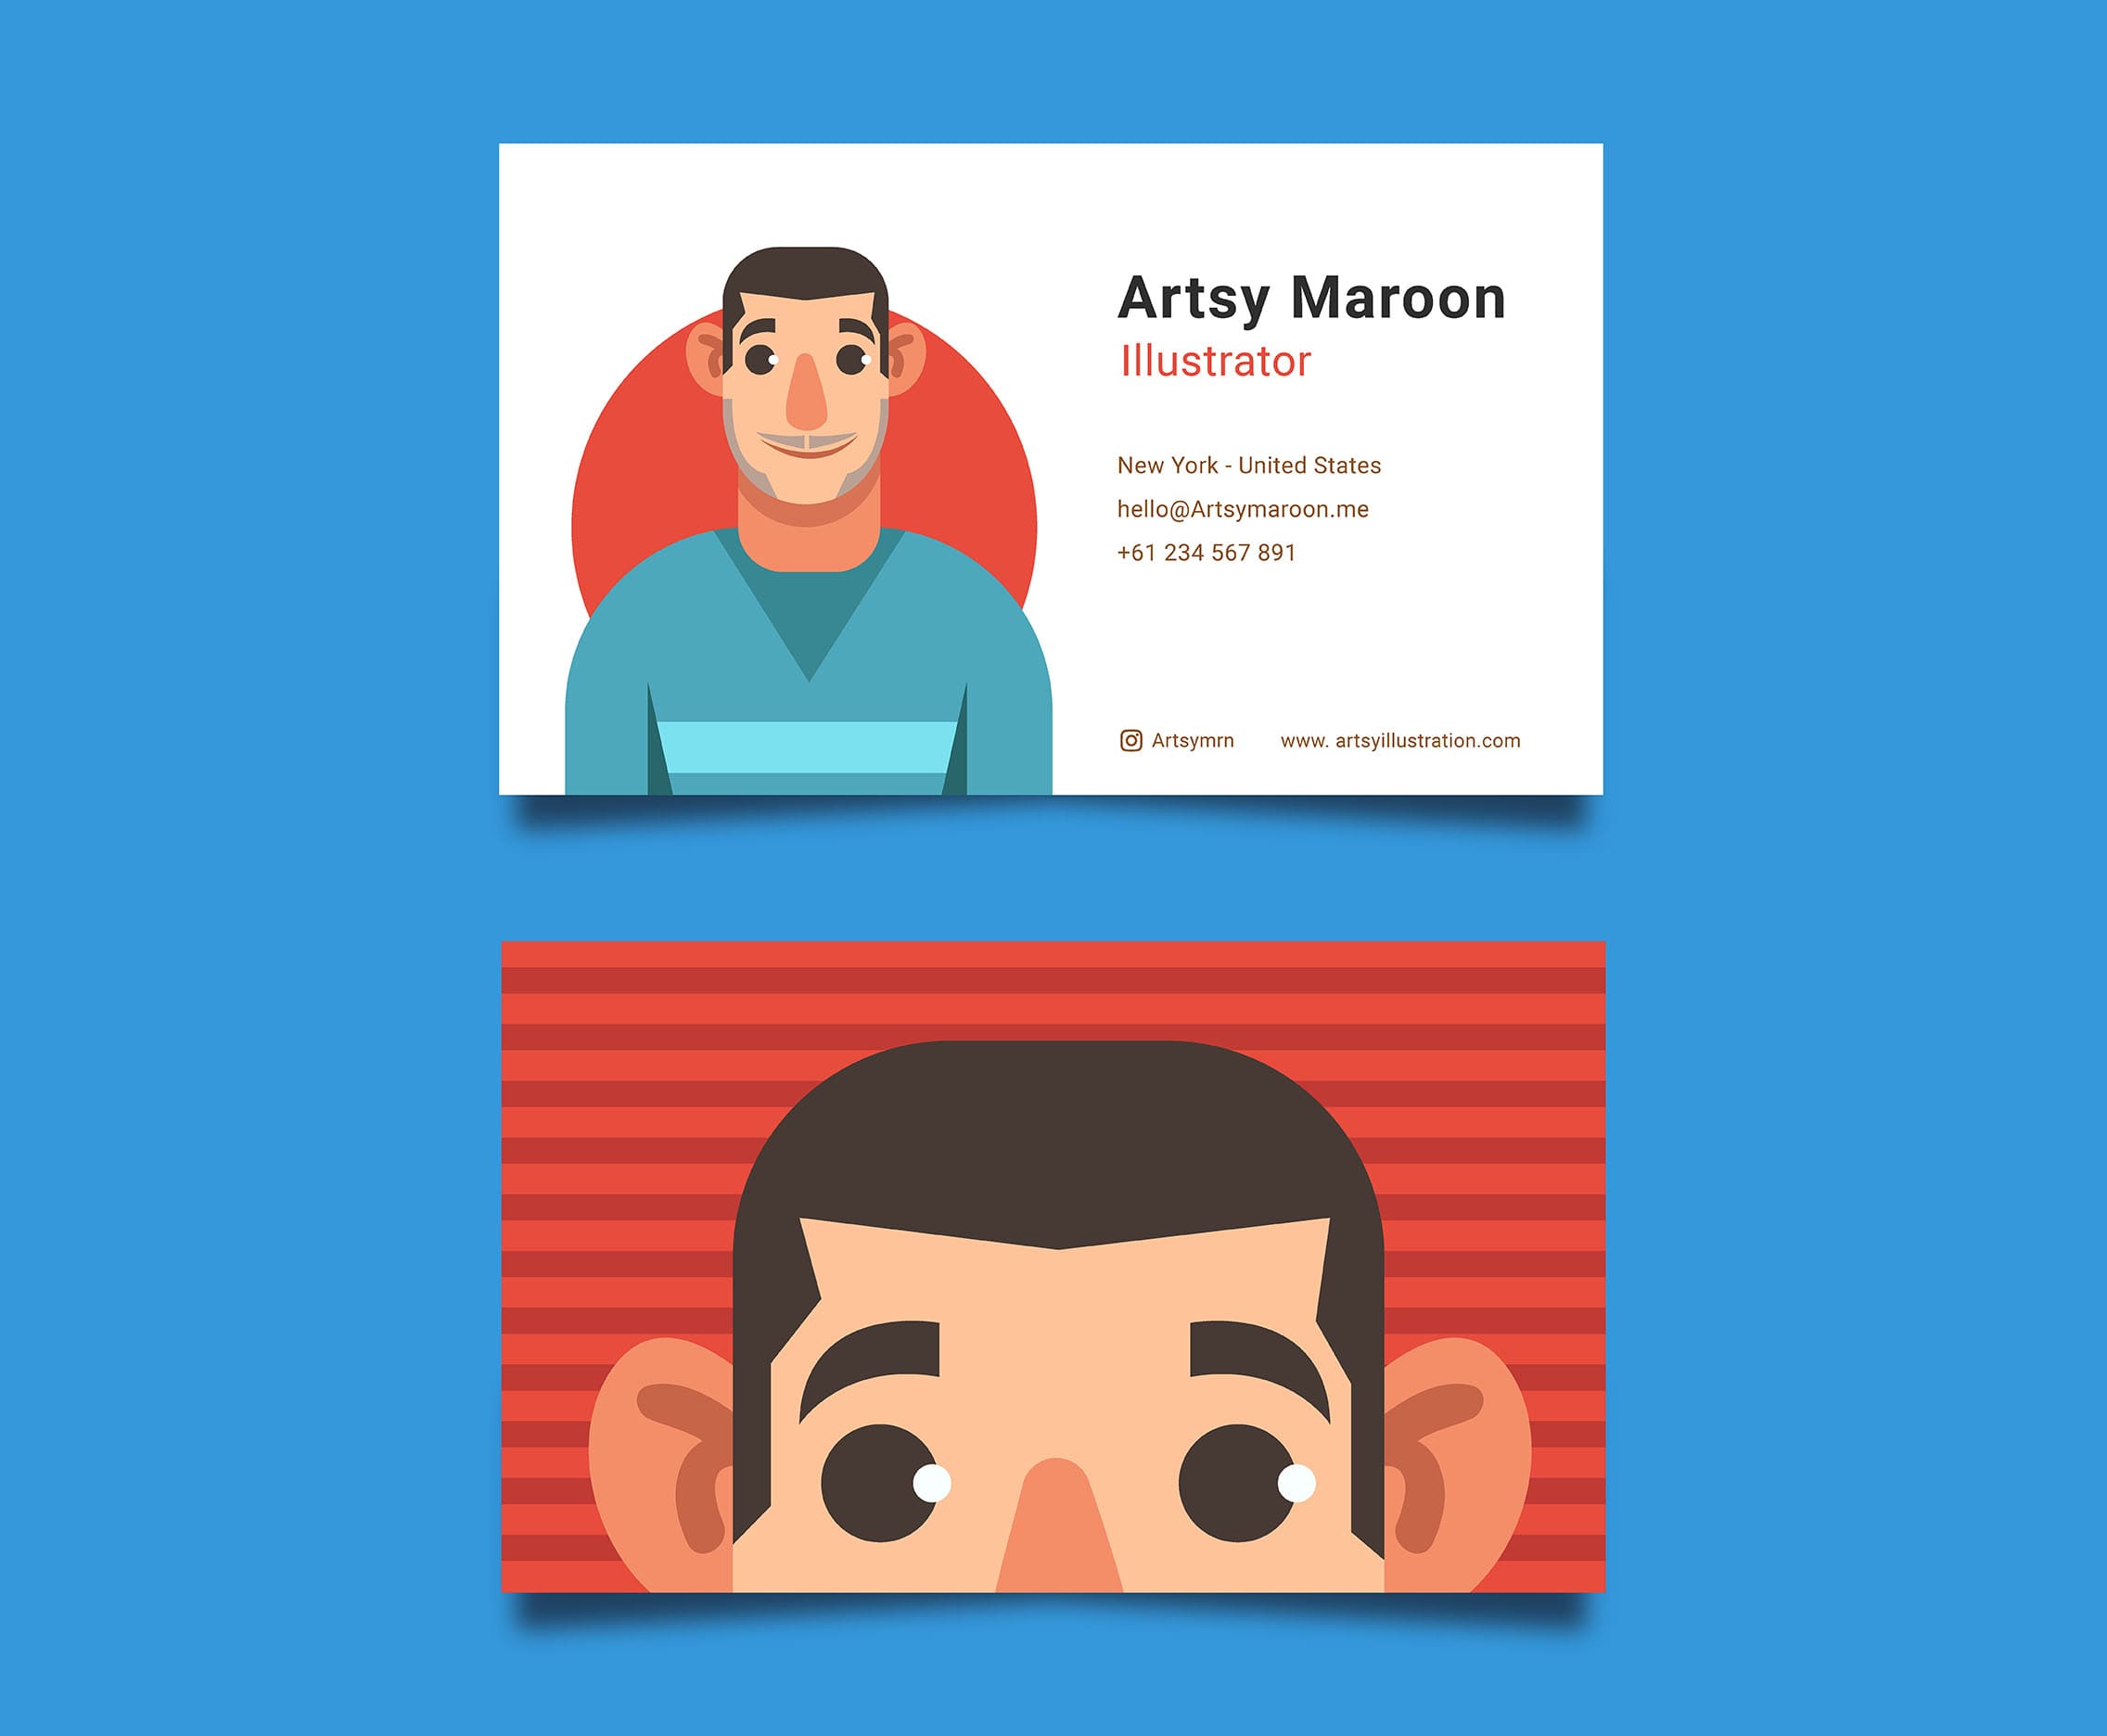 Artsy Maroon
Illustrator
New York - United States
hello@Artsymaroon.me
+61 234 567 891
Artsymrn
www. artsyillustration.com